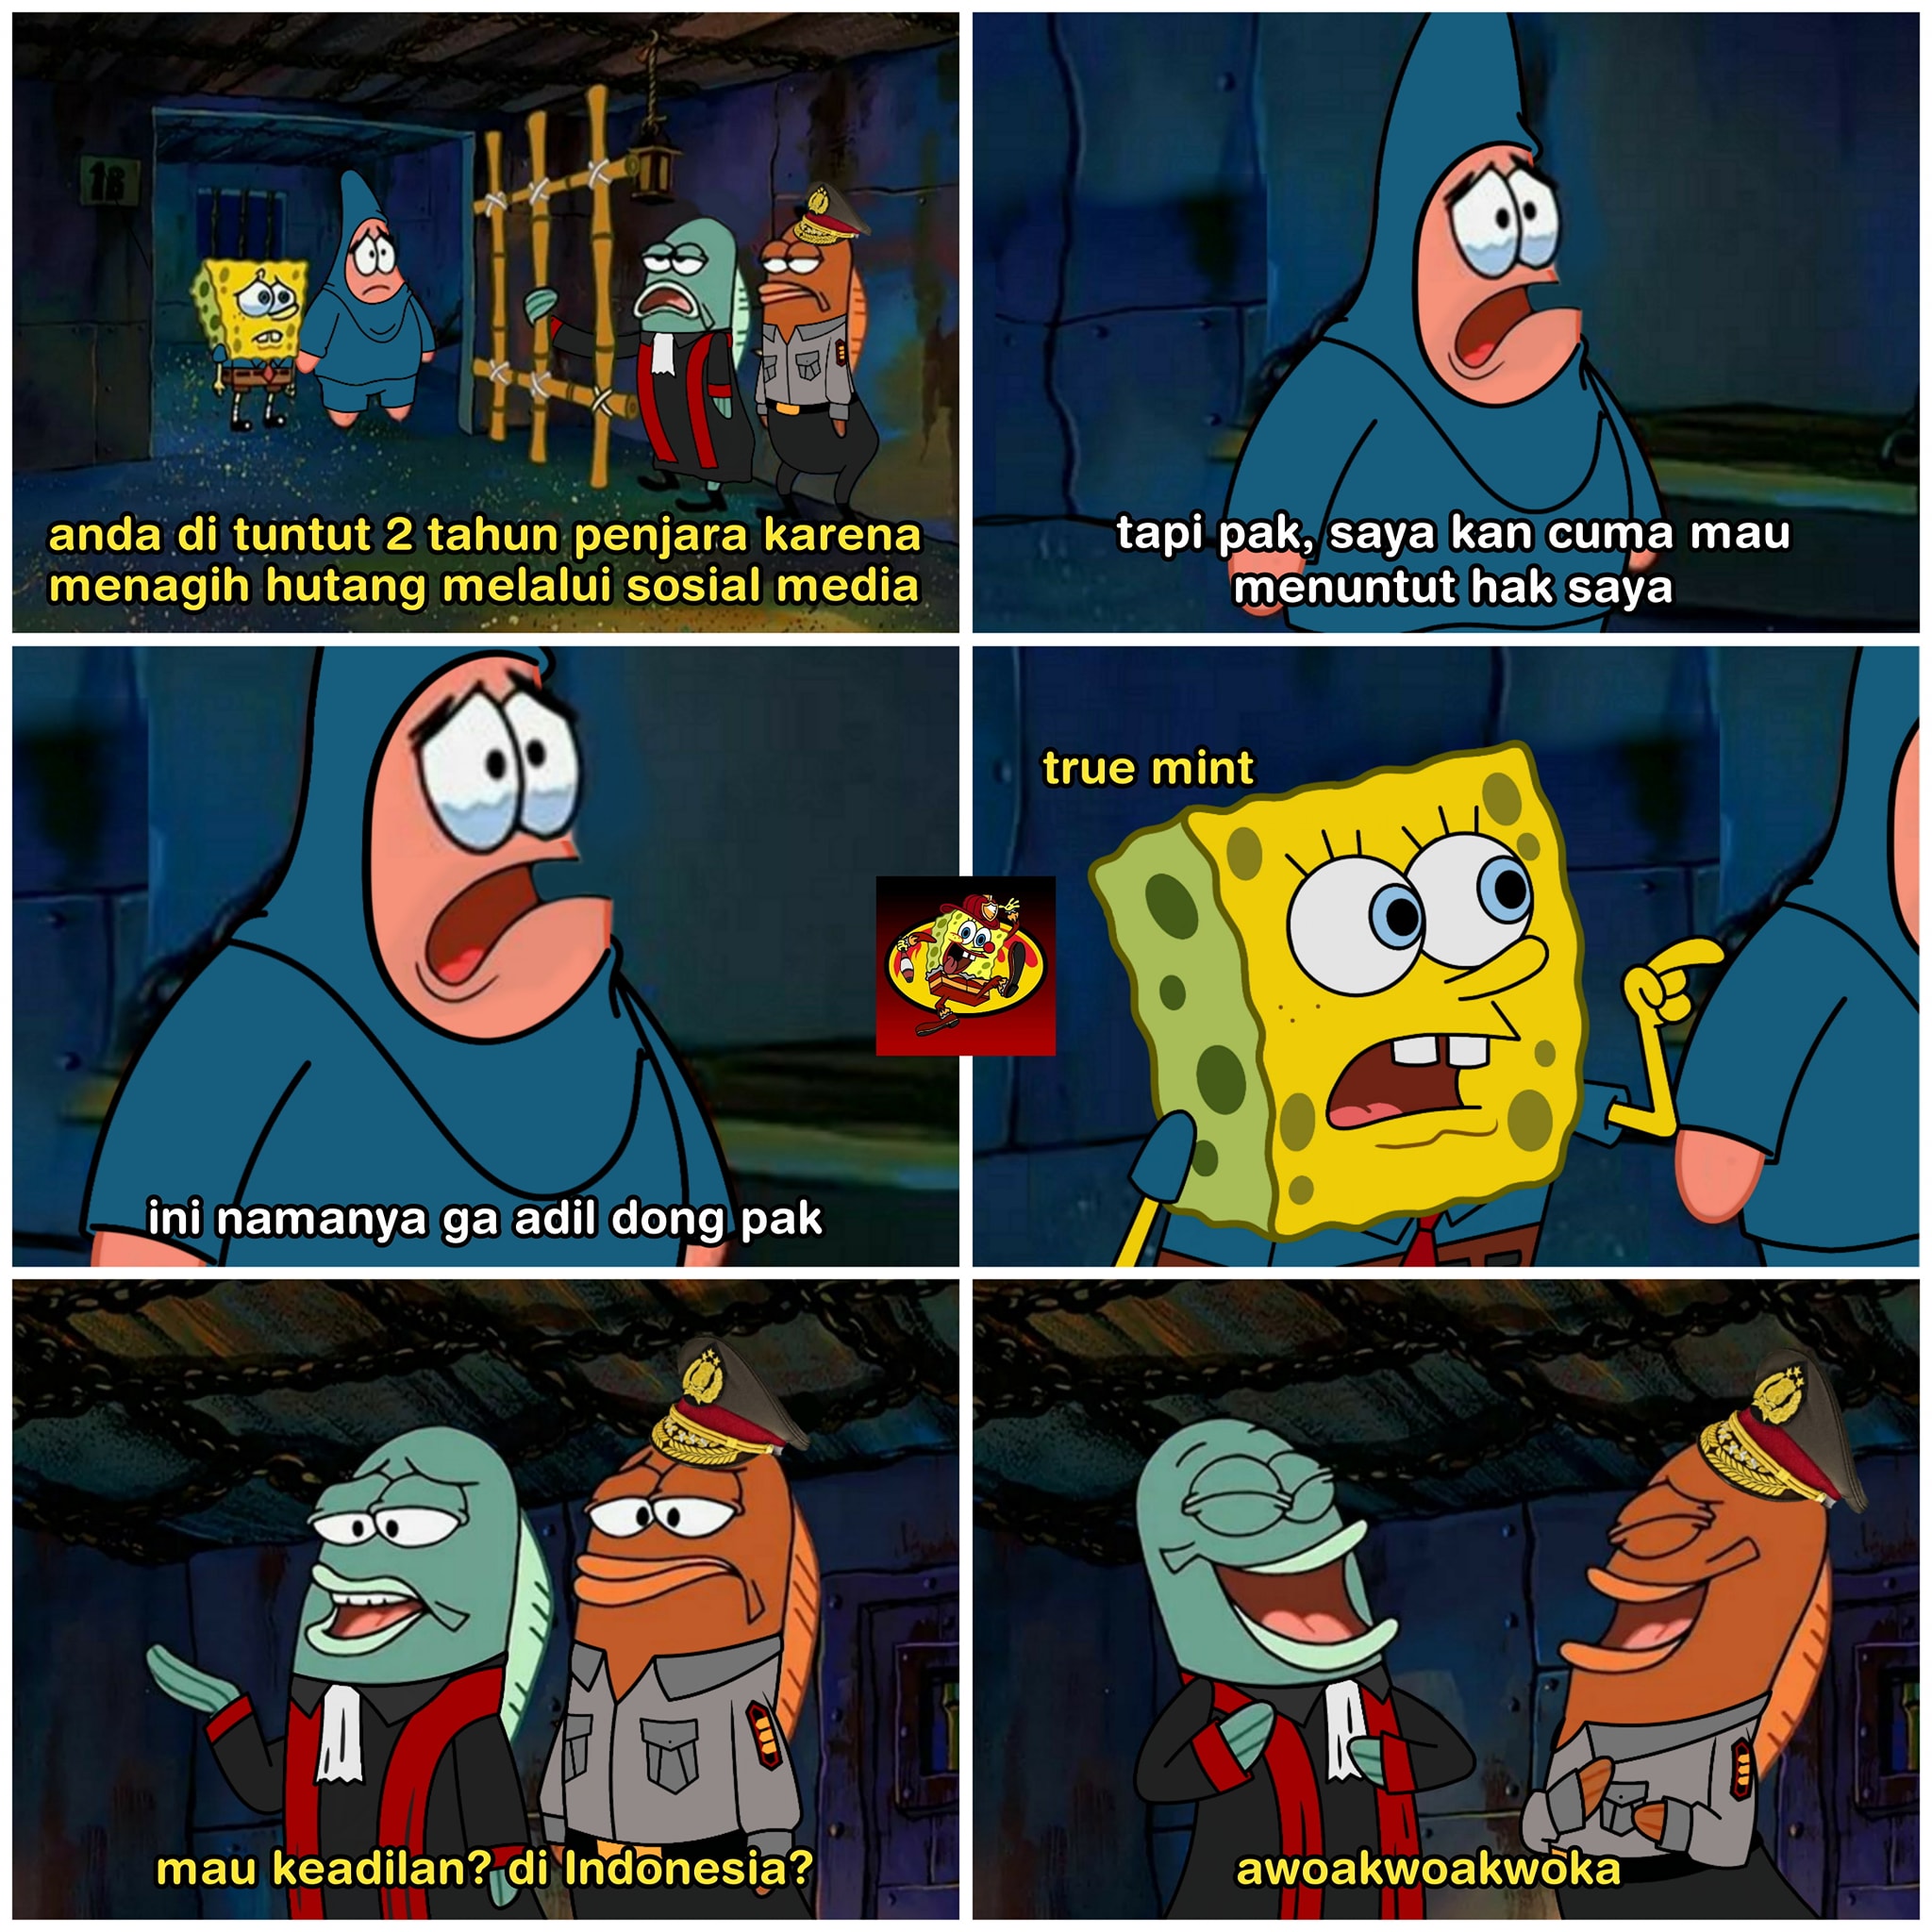 18
anda di tuntut 2 tahun penjara karena
menagih hutang melalui sosial media
tapi pak, saya kan cuma mau
menuntut hak saya
ini namanya ga adil dong pak
true mint
mau keadilan? di Indonesia?
awoakwoakwoka